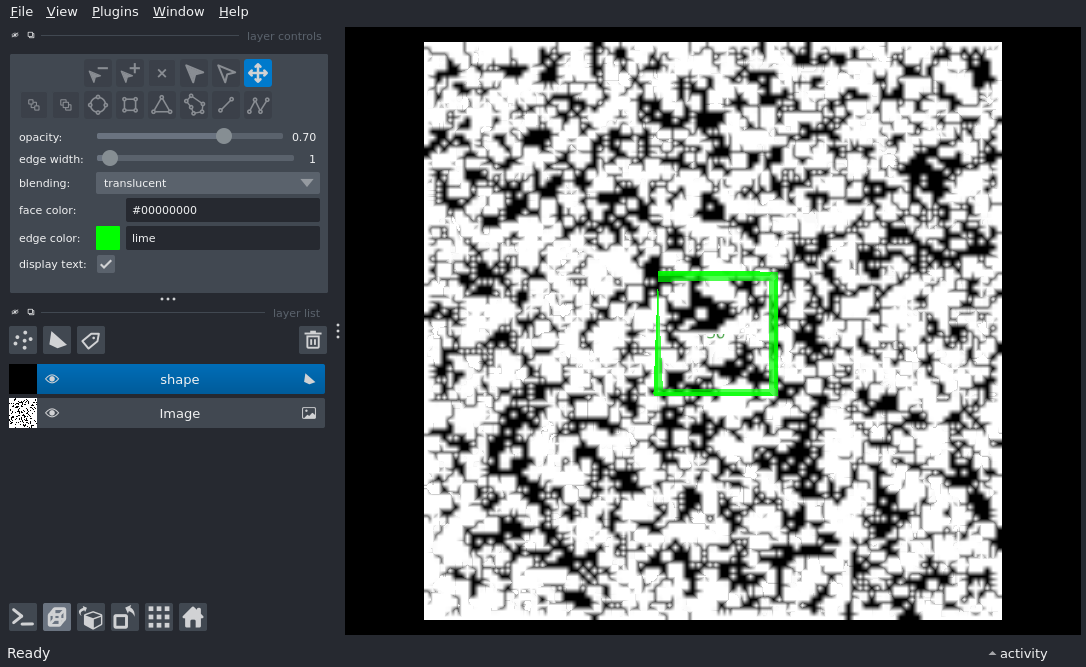 File View Plugins Window Help
layer controls
opacity: 0.70
edge width: 1
blending: translucent
face color: #00000000
edge color: lime
display text:
layer list
shape
Image
Ready
activity